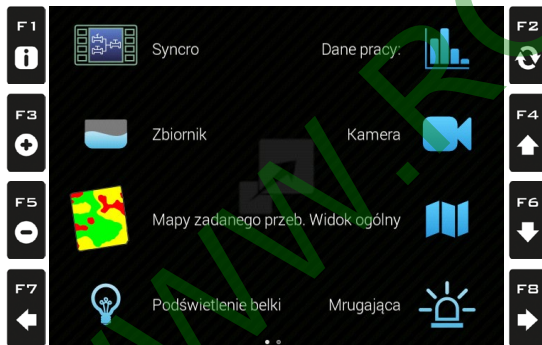 F1
F2
Syncro
Dane pracy:
F3
F4
Zbiornik
Kamera
F5
F6
Mapy zadanego przeb.
Widok ogólny
F7
F8
Podświetlenie belki
Mrugająca